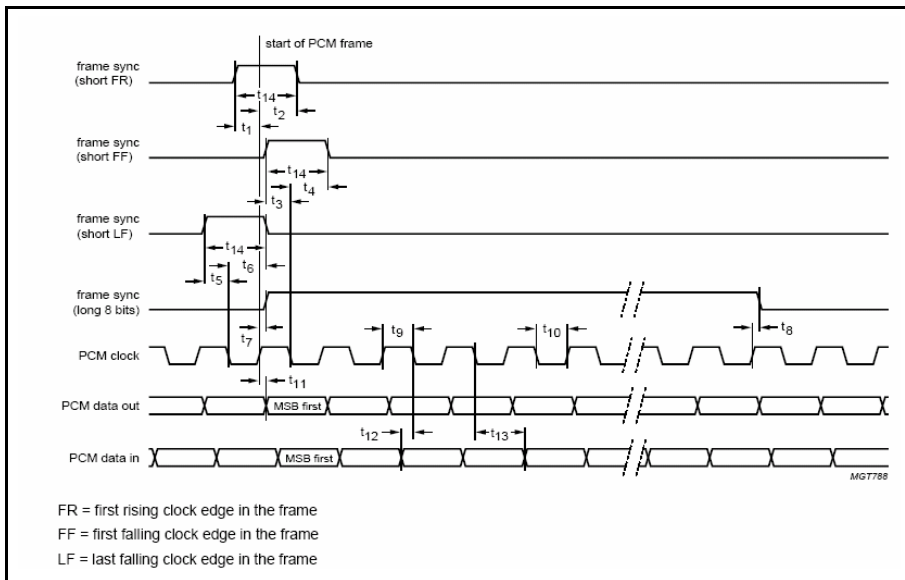 start of PCM frame
frame sync
(short FR)
t14
t2
t1
frame sync
(short FF)
t14
t4
t3
frame sync
(short LF)
t14
t6
t5
frame sync
(long 8 bits)
t7
t9
t10
t8
PCM clock
t11
PCM data out
MSB first
t12
t13
PCM data in
MSB first
MGT788
FR = first rising clock edge in the frame
FF = first falling clock edge in the frame
LF = last falling clock edge in the frame